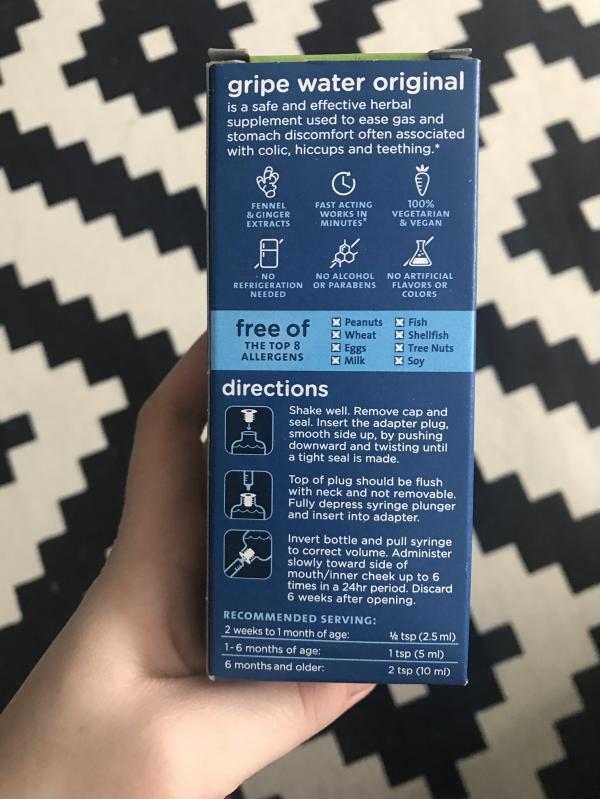 gripe water original
is a safe and effective herbal
supplement used to ease gas and
stomach discomfort often associated
with colic, hiccups and teething.*
FENNEL
& GINGER
EXTRACTS
FAST ACTING
WORKS IN
MINUTES*
100%
VEGETARIAN
& VEGAN
NO
REFRIGERATION
NEEDED
NO ALCOHOL
OR PARABENS
NO ARTIFICIAL
FLAVORS OR
COLORS
free of
THE TOP 8
ALLERGENS
Peanuts
Wheat
Eggs
Milk
Fish
Shellfish
Tree Nuts
Soy
directions
Shake well. Remove cap and
seal. Insert the adapter plug,
smooth side up, by pushing
downward and twisting until
a tight seal is made.
Top of plug should be flush
with neck and not removable.
Fully depress syringe plunger
and insert into adapter.
Invert bottle and pull syringe
to correct volume. Administer
slowly toward side of
mouth/inner cheek up to 6
times in a 24hr period. Discard
6 weeks after opening.
RECOMMENDED SERVING:
2 weeks to 1 month of age: ½ tsp (2.5 ml)
1-6 months of age: 1 tsp (5 ml)
6 months and older: 2 tsp (10 ml)